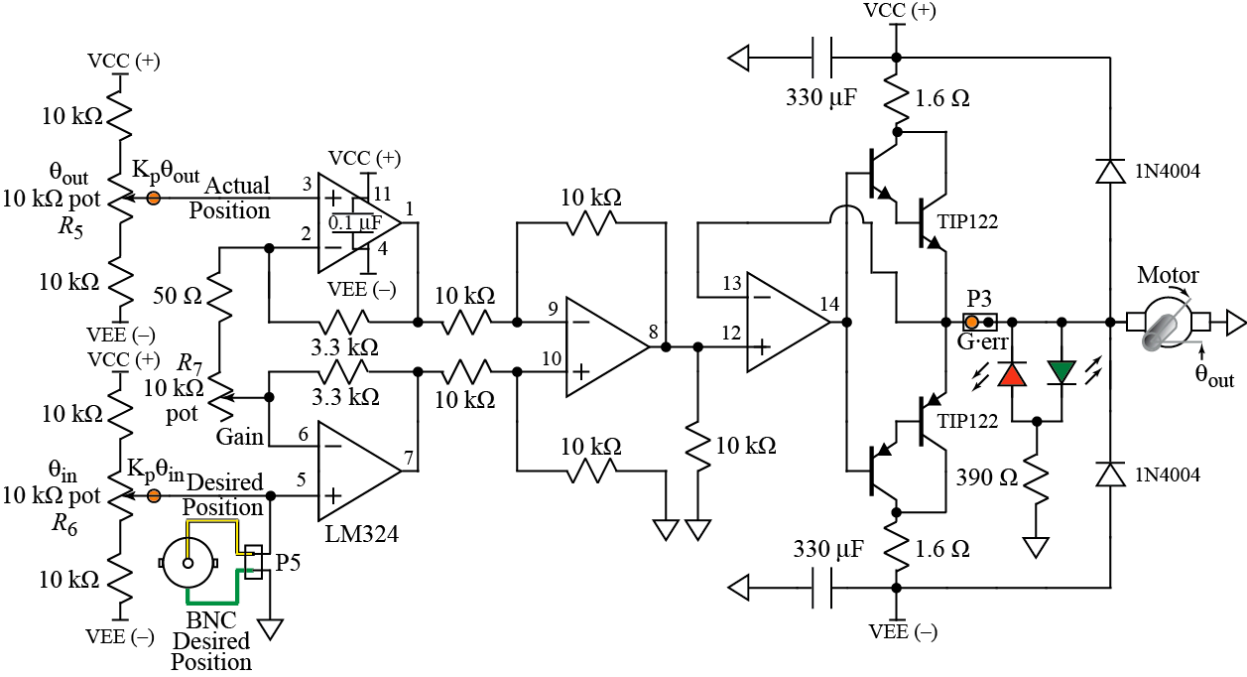 VCC (+)
10 kΩ
θout
10 kΩ pot
R5
Kpθout
Actual
Position
10 kΩ
VEE (–)
VCC (+)
10 kΩ
θin
10 kΩ pot
R6
Kpθin
Desired
Position
10 kΩ
VEE (–)
BNC
Desired
Position
P5
50 Ω
R7
10 kΩ
pot
Gain
VCC (+)
3
11
1
0.1 µF
2
4
VEE (–)
3.3 kΩ
3.3 kΩ
6
7
5
LM324
10 kΩ
10 kΩ
10 kΩ
9
8
10
10 kΩ
10 kΩ
13
14
12
VCC (+)
330 µF
1.6 Ω
TIP122
P3
G·err
TIP122
390 Ω
330 µF
1.6 Ω
VEE (–)
1N4004
1N4004
Motor
θout